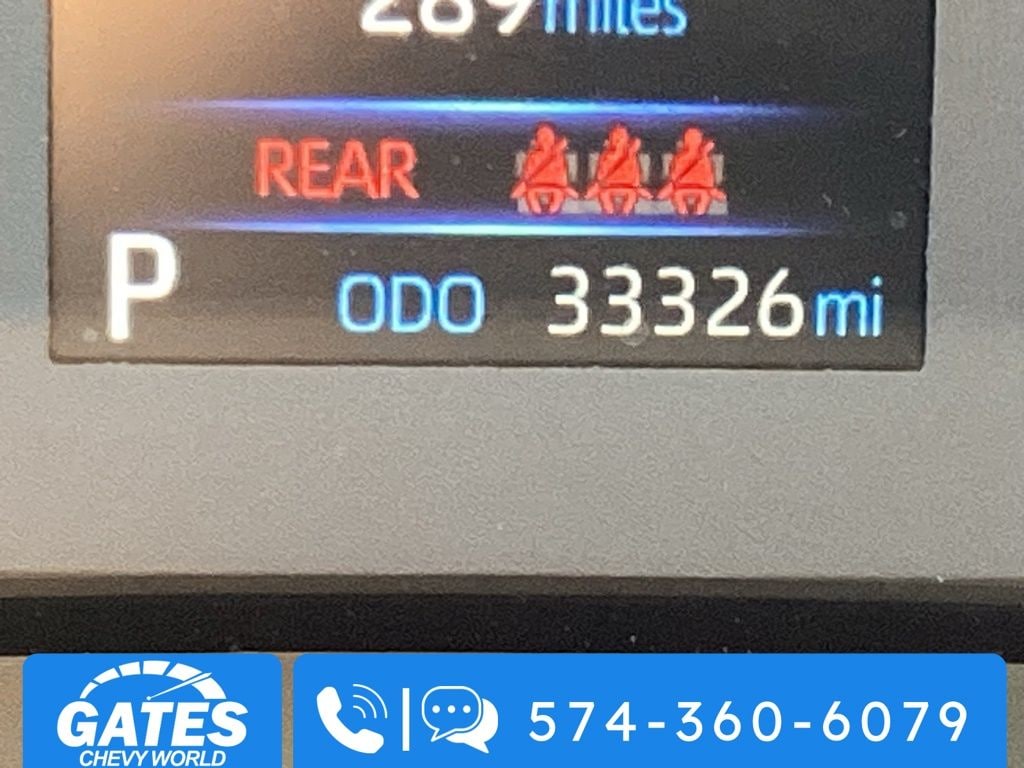 289 miles
REAR
P ODO 33326 mi
GATES
CHEVY WORLD
574-360-6079